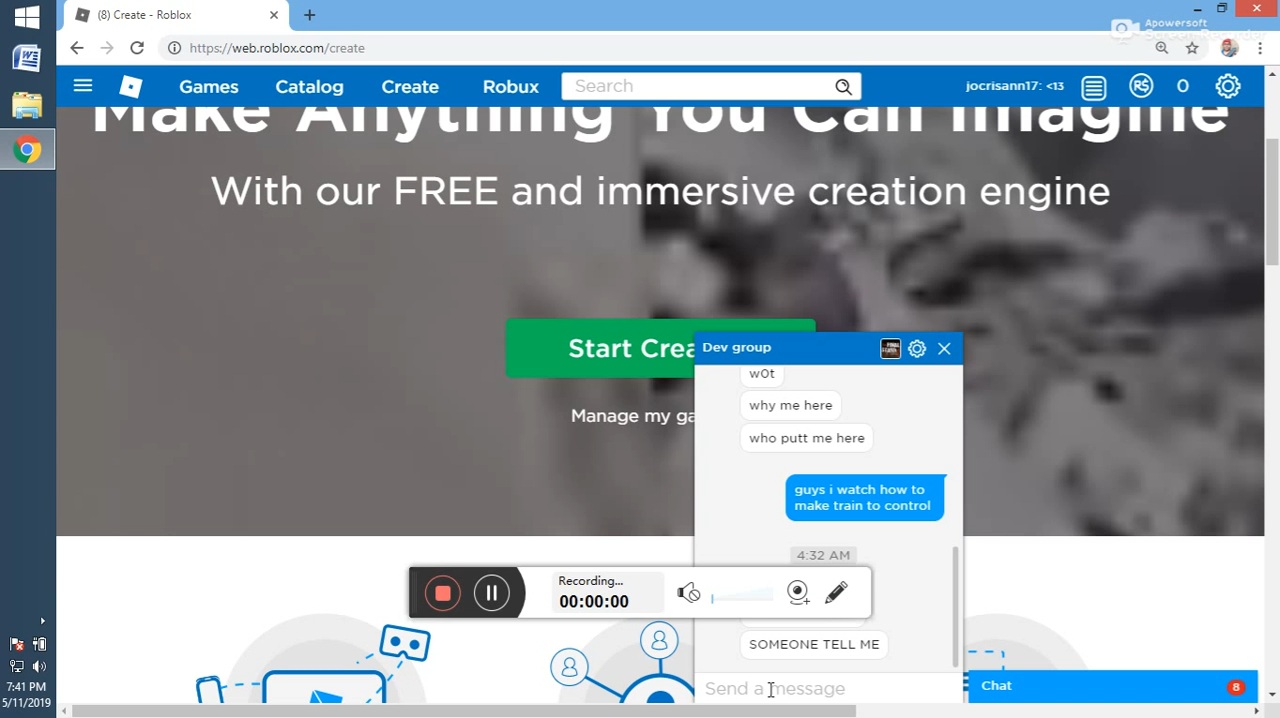 (8) Create - Roblox
Apowersoft
Screen Recorder
https://web.roblox.com/create
Games
Catalog
Create
Robux
Search
jocrisann17: <13
R$
0
Make Anything You Can Imagine
With our FREE and immersive creation engine
Start Crea
Manage my ga
Dev group
w0t
why me here
who putt me here
guys i watch how to
make train to control
4:32 AM
Recording...
00:00:00
SOMEONE TELL ME
Send a message
Chat
8
7:41 PM
5/11/2019